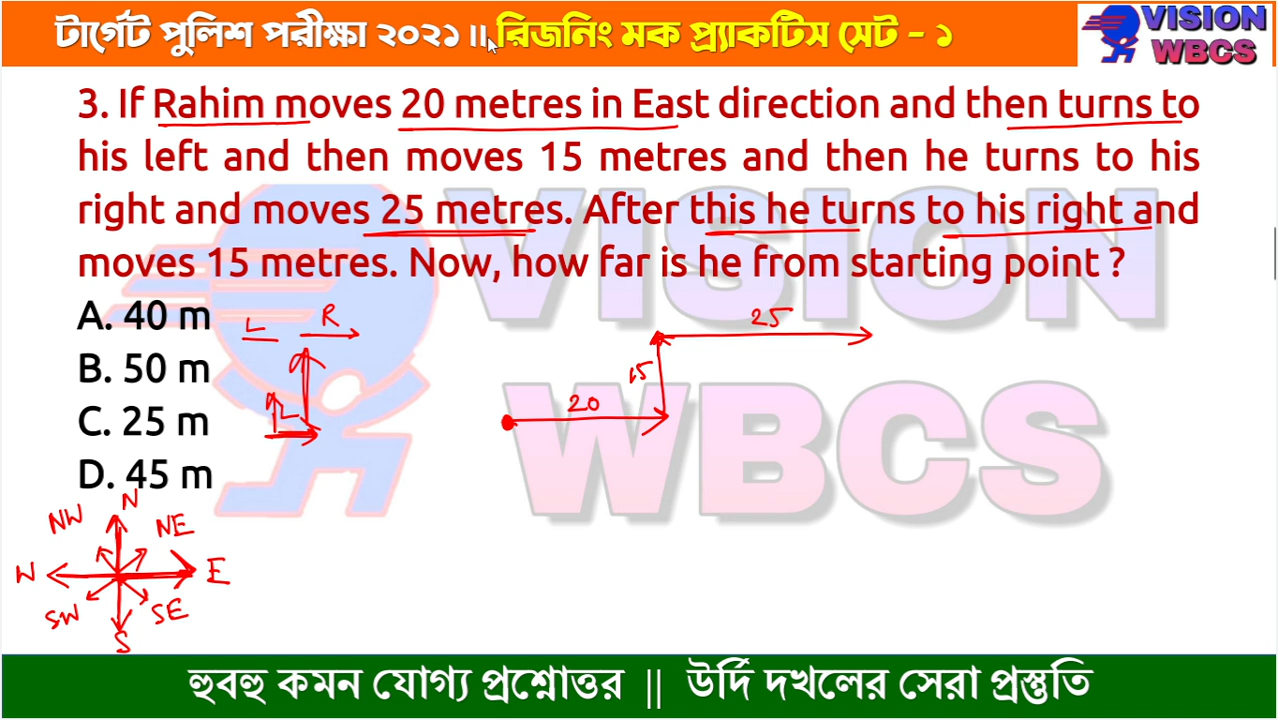 টার্গেট পুলিশ পরীক্ষা ২০২১ ॥ রিজনিং মক প্র্যাকটিস সেট - ১
VISION
WBCS
3. If Rahim moves 20 metres in East direction and then turns to
his left and then moves 15 metres and then he turns to his
right and moves 25 metres. After this he turns to his right and
moves 15 metres. Now, how far is he from starting point ?
A. 40 m
B. 50 m
C. 25 m
D. 45 m
L R
L
25
15
20
VISION
WBCS
N
NW NE
W E
SW SE
S
হুবহু কমন যোগ্য প্রশ্নোত্তর || উর্দি দখলের সেরা প্রস্তুতি